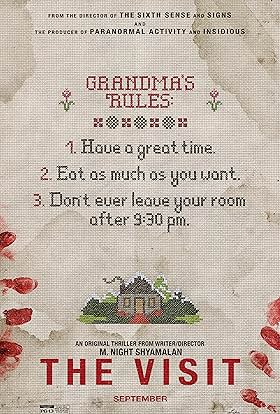 FROM THE DIRECTOR OF THE SIXTH SENSE AND SIGNS
AND
THE PRODUCER OF PARANORMAL ACTIVITY AND INSIDIOUS
GRANDMA'S
RULES:
1. Have a great time.
2. Eat as much as you want.
3. Don't ever leave your room
after 9:30 pm.
AN ORIGINAL THRILLER FROM WRITER/DIRECTOR
M. NIGHT SHYAMALAN
THE VISIT
SEPTEMBER